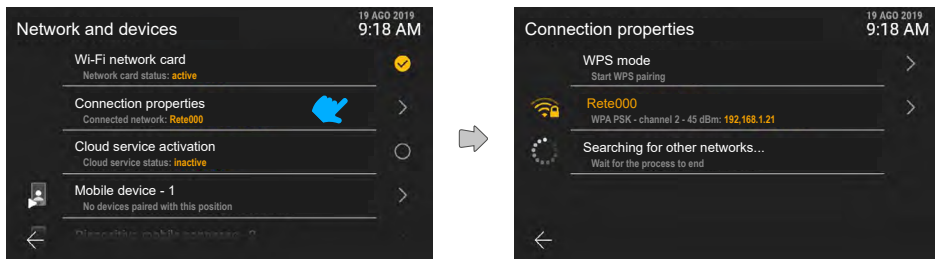 Network and devices
19 AGO 2019
9:18 AM
Wi-Fi network card
Network card status: active
Connection properties
Connected network: Rete000
Cloud service activation
Cloud service status: inactive
Mobile device - 1
No devices paired with this position
Connection properties
19 AGO 2019
9:18 AM
WPS mode
Start WPS pairing
Rete000
WPA PSK - channel 2 - 45 dBm: 192,168.1.21
Searching for other networks...
Wait for the process to end